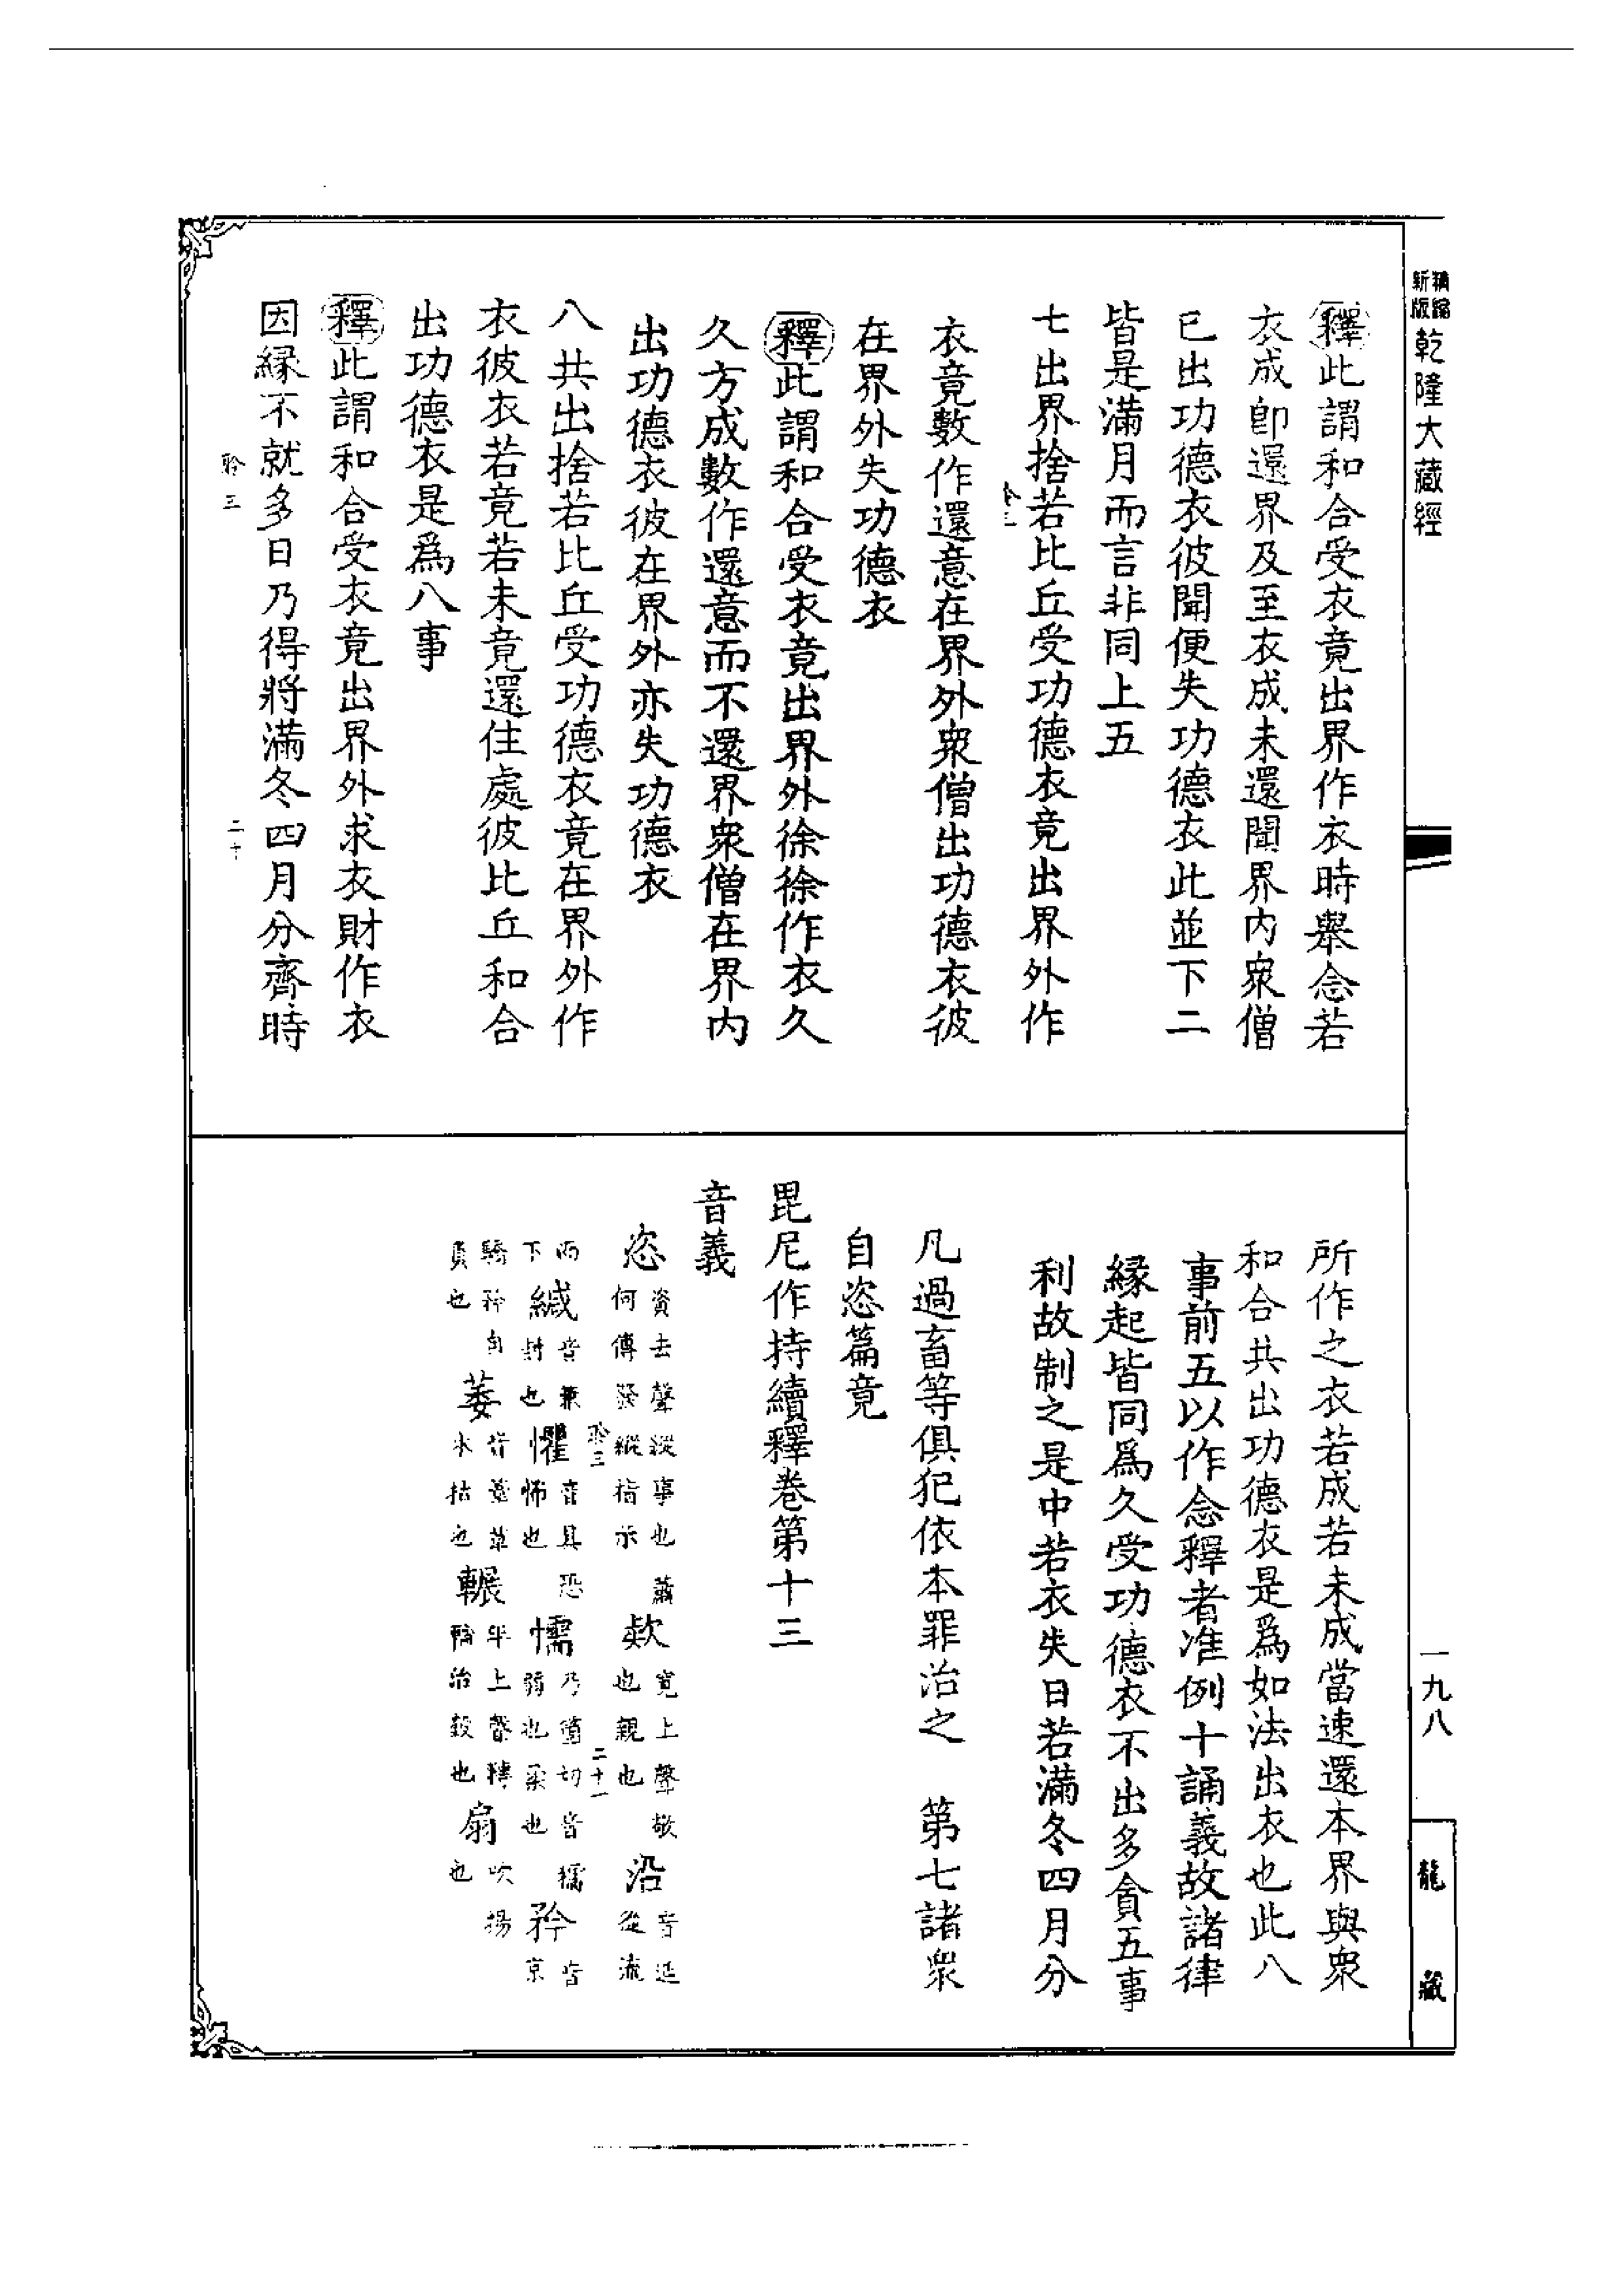 新版精縮
乾隆大藏經
釋此謂和合受衣竟出界作衣時舉念若
衣成卽還界及至衣成未還聞界內眾僧
已出功德衣彼聞便失功德衣此並下二
皆是滿月而言非同上五
七出界捨若比丘受功德衣竟出界外作
衣竟數作還意在界外眾僧出功德衣彼
在界外失功德衣
釋此謂和合受衣竟出界外徐徐作衣久
久方成數作還意而不還界眾僧在界內
出功德衣彼在界外亦失功德衣
八共出捨若比丘受功德衣竟在界外作
衣彼衣若竟若未竟還住處彼比丘和合
出功德衣是為八事
釋此謂和合受衣竟出界外求衣財作衣
因緣不就多日乃得將滿冬四月分齊時
聆三 二十
所作之衣若成若未成當速還本界與眾
和合共出功德衣是為如法出衣也此八
事前五以作念釋者准例十誦義故諸律
緣起皆同為久受功德衣不出多貪五事
利故制之是中若衣失日若滿冬四月分
凡過畜等俱犯依本罪治之 第七諸眾
自恣篇竟
毘尼作持續釋卷第十三
音義
恣 資去聲縱事也蕭何傳發縱指示 欵 寬上聲敬也親也 沿 音延從流
聆三 二十一
而下 緘 音兼封也 懼 音具恐怖也 懦 乃箇切音糯弱也柔也 矜 音京
驕矜自負也 萎 音 草木枯也 輾 上聲轉輪治穀也 扇 吹揚也
一九八
龍藏